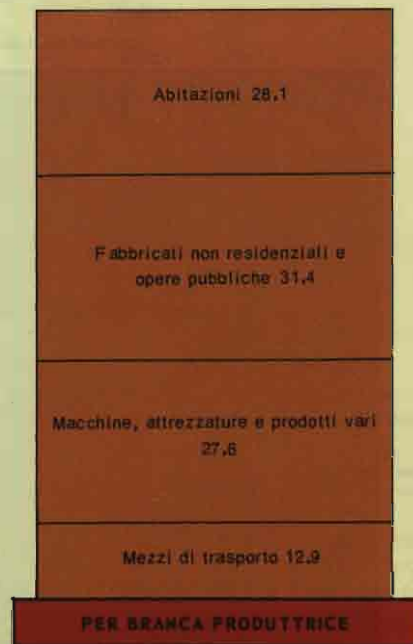 Abitazioni 28.1
Fabbricati non residenziali e
opere pubbliche 31.4
Macchine, attrezzature e prodotti vari
27.6
Mezzi di trasporto 12.9
PER BRANCA PRODUTTRICE